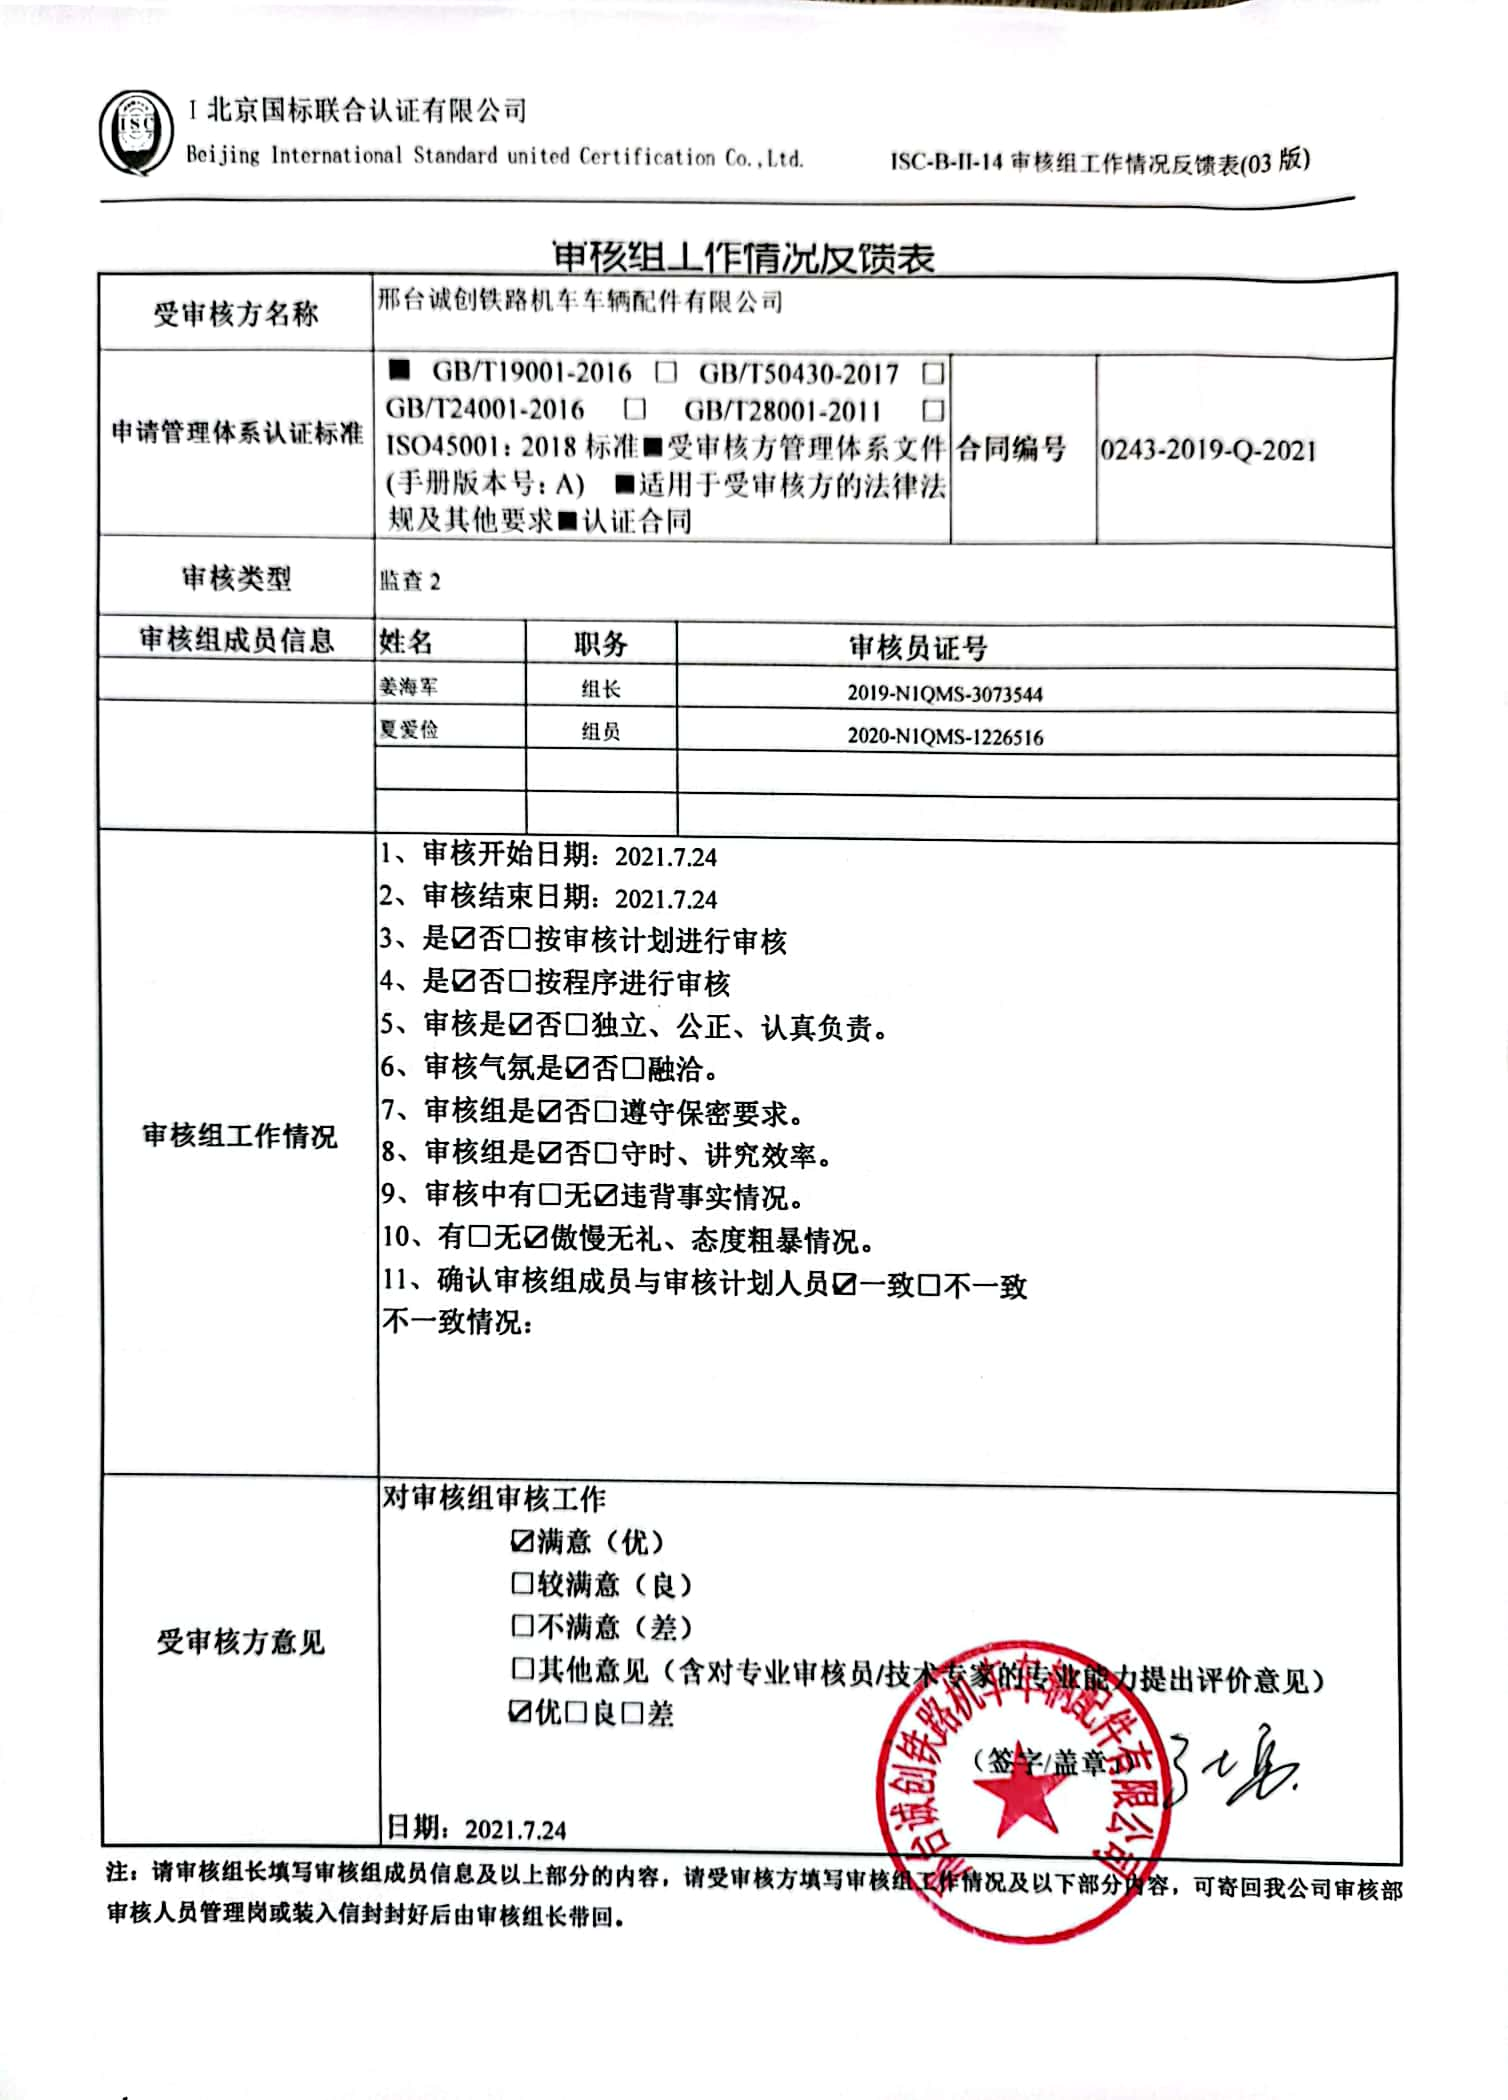 ISC
I 北京国标联合认证有限公司
Beijing International Standard united Certification Co.,Ltd.
ISC-B-II-14 审核组工作情况反馈表(03 版)
审核组工作情况反馈表
受审核方名称
邢台诚创铁路机车车辆配件有限公司
申请管理体系认证标准
■ GB/T19001-2016 □ GB/T50430-2017 □
GB/T24001-2016 □ GB/T28001-2011 □
ISO45001: 2018 标准■受审核方管理体系文件
(手册版本号: A) ■适用于受审核方的法律法
规及其他要求■认证合同
合同编号
0243-2019-Q-2021
审核类型
监查 2
审核组成员信息
姓名 职务 审核员证号
姜海军 组长 2019-N1QMS-3073544
夏爱俭 组员 2020-N1QMS-1226516
审核组工作情况
1、审核开始日期: 2021.7.24
2、审核结束日期: 2021.7.24
3、是☑否□按审核计划进行审核
4、是☑否□按程序进行审核
5、审核是☑否□独立、公正、认真负责。
6、审核气氛是☑否□融洽。
7、审核组是☑否□遵守保密要求。
8、审核组是☑否□守时、讲究效率。
9、审核中有□无☑违背事实情况。
10、有□无☑傲慢无礼、态度粗暴情况。
11、确认审核组成员与审核计划人员☑一致□不一致
不一致情况:
受审核方意见
对审核组审核工作
☑满意（优）
□较满意（良）
□不满意（差）
□其他意见（含对专业审核员/技术专家的专业能力提出评价意见）
☑优□良□差
（签字/盖章）
邢台诚创铁路机车车辆配件有限公司
日期: 2021.7.24
注: 请审核组长填写审核组成员信息及以上部分的内容，请受审核方填写审核组工作情况及以下部分内容，可寄回我公司审核部
审核人员管理岗或装入信封封好后由审核组长带回。